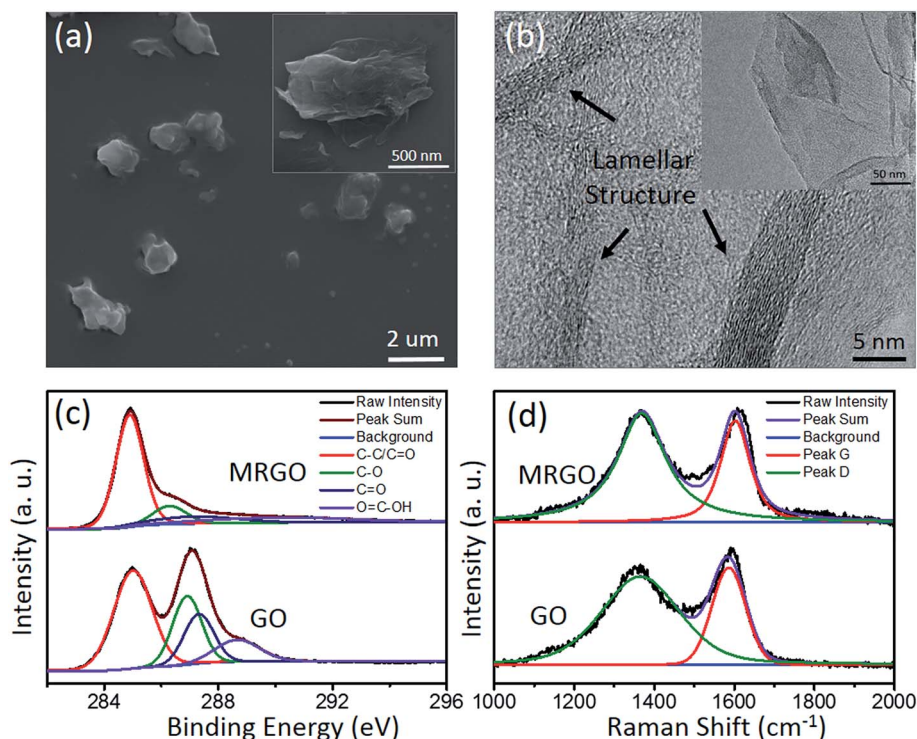 (a)
500 nm
2 um
(b)
50 nm
Lamellar
Structure
5 nm
(c)
Raw Intensity
Peak Sum
Background
C-C/C=O
C-O
C=O
O=C-OH
MRGO
GO
Intensity (a. u.)
284 288 292 296
Binding Energy (eV)
(d)
Raw Intensity
Peak Sum
Background
Peak G
Peak D
MRGO
GO
Intensity (a. u.)
1000 1200 1400 1600 1800 2000
Raman Shift (cm⁻¹)